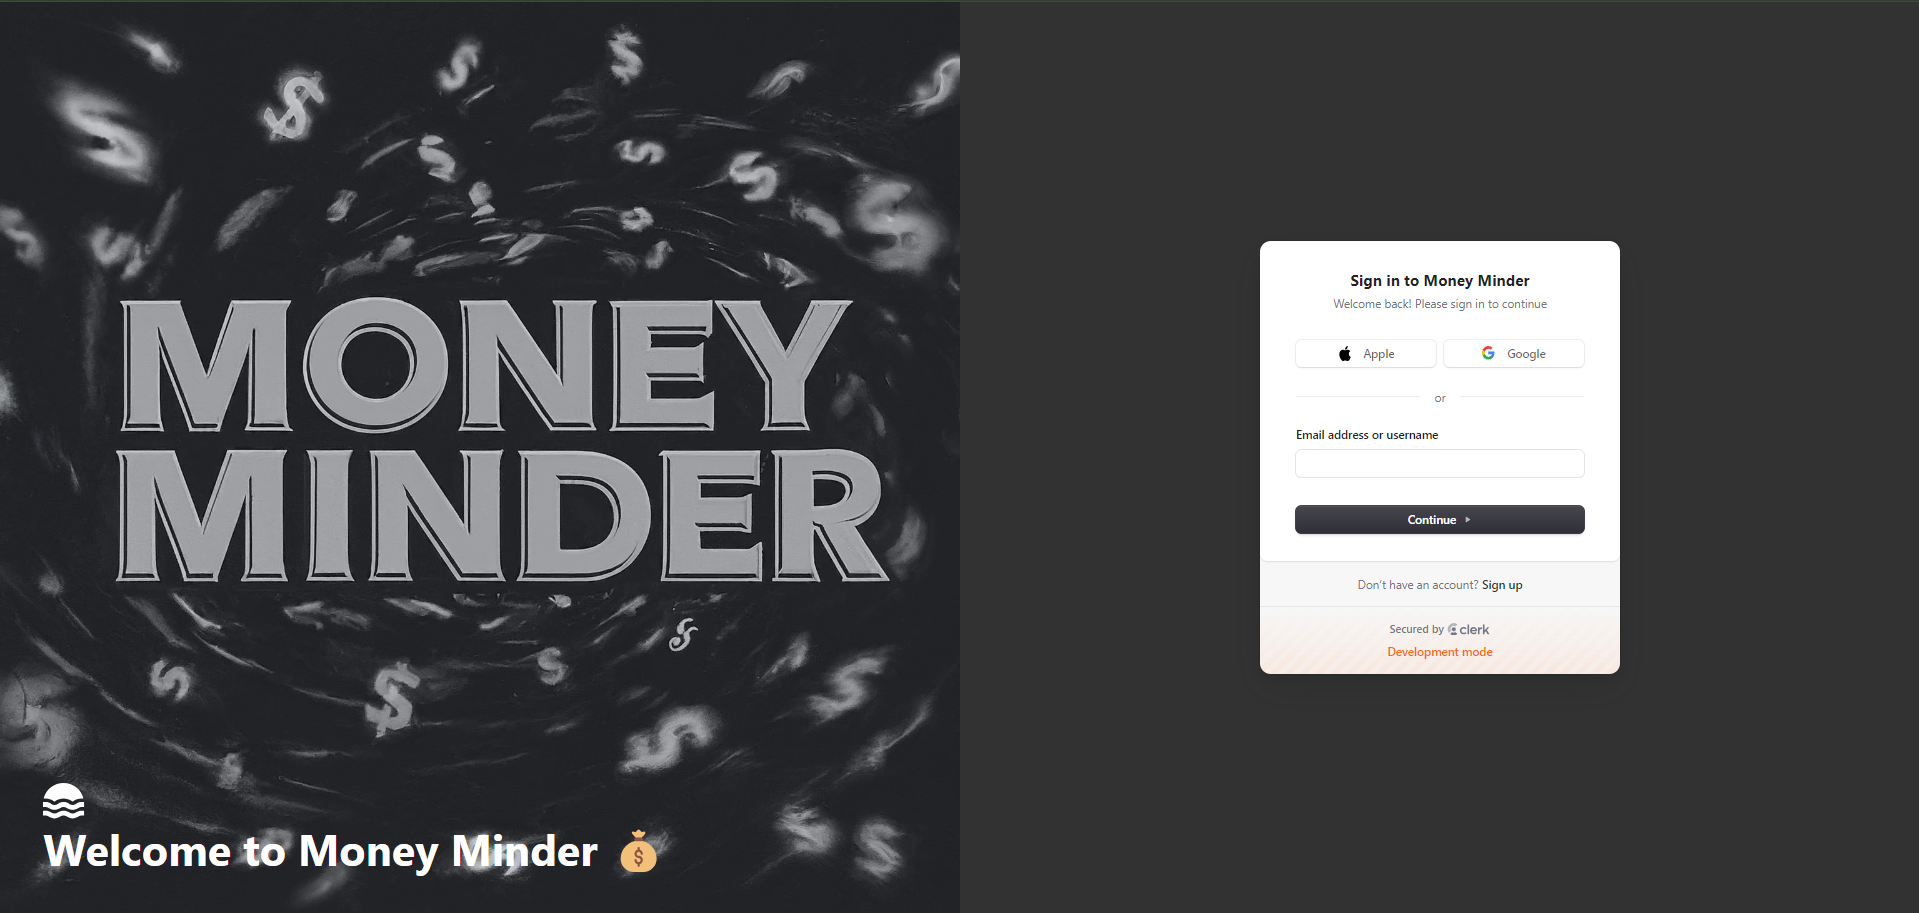 MONEY
MINDER
Welcome to Money Minder
Sign in to Money Minder
Welcome back! Please sign in to continue
Apple
Google
or
Email address or username
Continue
Don't have an account? Sign up
Secured by clerk
Development mode